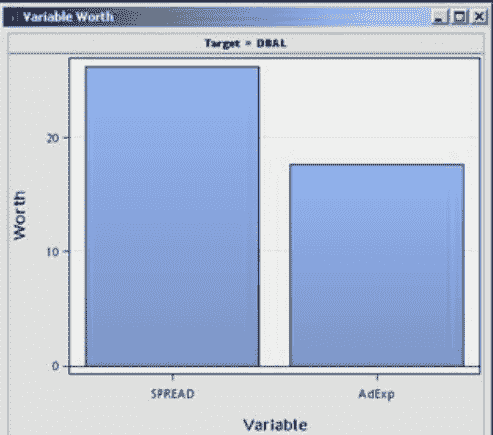 Variable Worth
Target = DBAL
Worth
20
10
0
SPREAD
AdExp
Variable